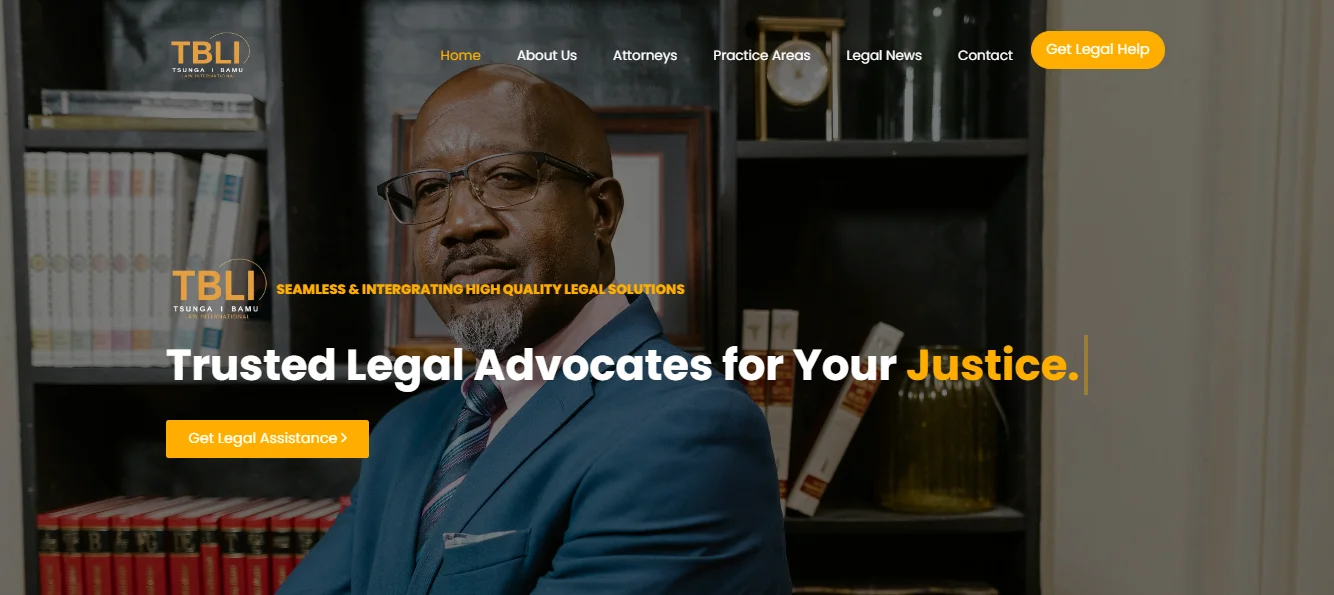 TBLI
TSUNGA | BAMU
LAW INTERNATIONAL
Home
About Us
Attorneys
Practice Areas
Legal News
Contact
Get Legal Help
TBLI
TSUNGA | BAMU
LAW INTERNATIONAL
SEAMLESS & INTERGRATING HIGH QUALITY LEGAL SOLUTIONS
Trusted Legal Advocates for Your Justice.
Get Legal Assistance >